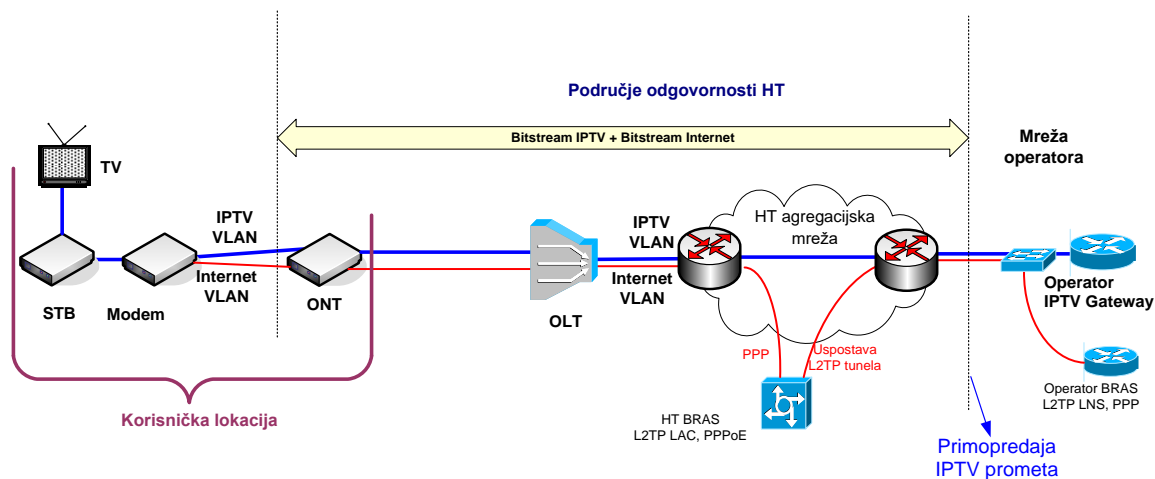 Područje odgovornosti HT
Bitstream IPTV + Bitstream Internet
Mreža
operatora
TV
IPTV
VLAN
Internet
VLAN
STB
Modem
ONT
OLT
IPTV
VLAN
Internet
VLAN
HT agregacijska
mreža
Operator
IPTV Gateway
PPP
Uspostava
L2TP tunela
Korisnička lokacija
HT BRAS
L2TP LAC, PPPoE
Operator BRAS
L2TP LNS, PPP
Primopredaja
IPTV prometa